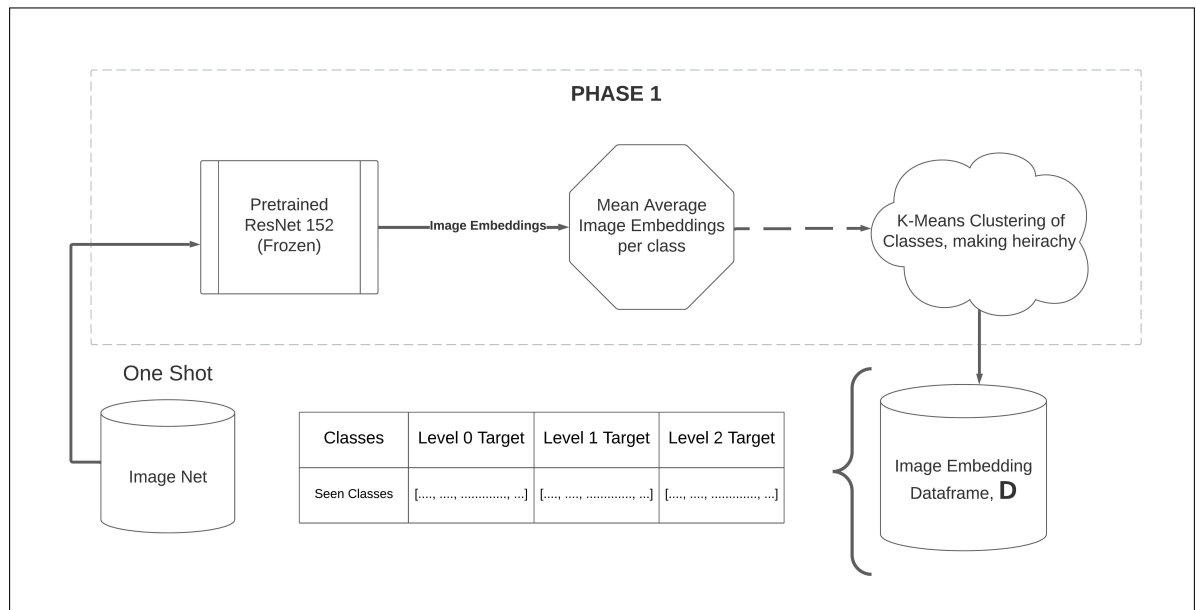 PHASE 1
Pretrained
ResNet 152
(Frozen)
Image Embeddings
Mean Average
Image Embeddings
per class
K-Means Clustering of
Classes, making heirachy
One Shot
Image Net
Classes
Level 0 Target
Level 1 Target
Level 2 Target
Seen Classes
[...., ...., ............., ...]
[...., ...., ............., ...]
[...., ...., ............., ...]
Image Embedding
Dataframe, D